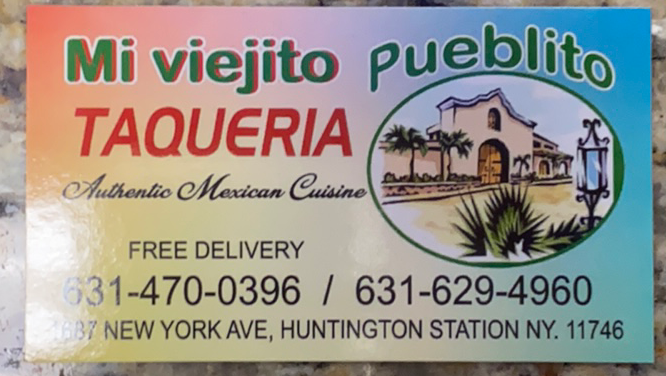 Mi viejito Pueblito
TAQUERIA
Authentic Mexican Cuisine
FREE DELIVERY
631-470-0396 / 631-629-4960
1687 NEW YORK AVE, HUNTINGTON STATION NY. 11746